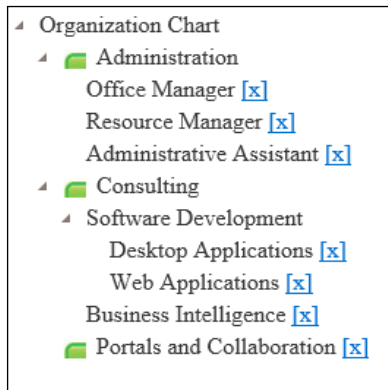 Organization Chart
Administration
Office Manager [x]
Resource Manager [x]
Administrative Assistant [x]
Consulting
Software Development
Desktop Applications [x]
Web Applications [x]
Business Intelligence [x]
Portals and Collaboration [x]